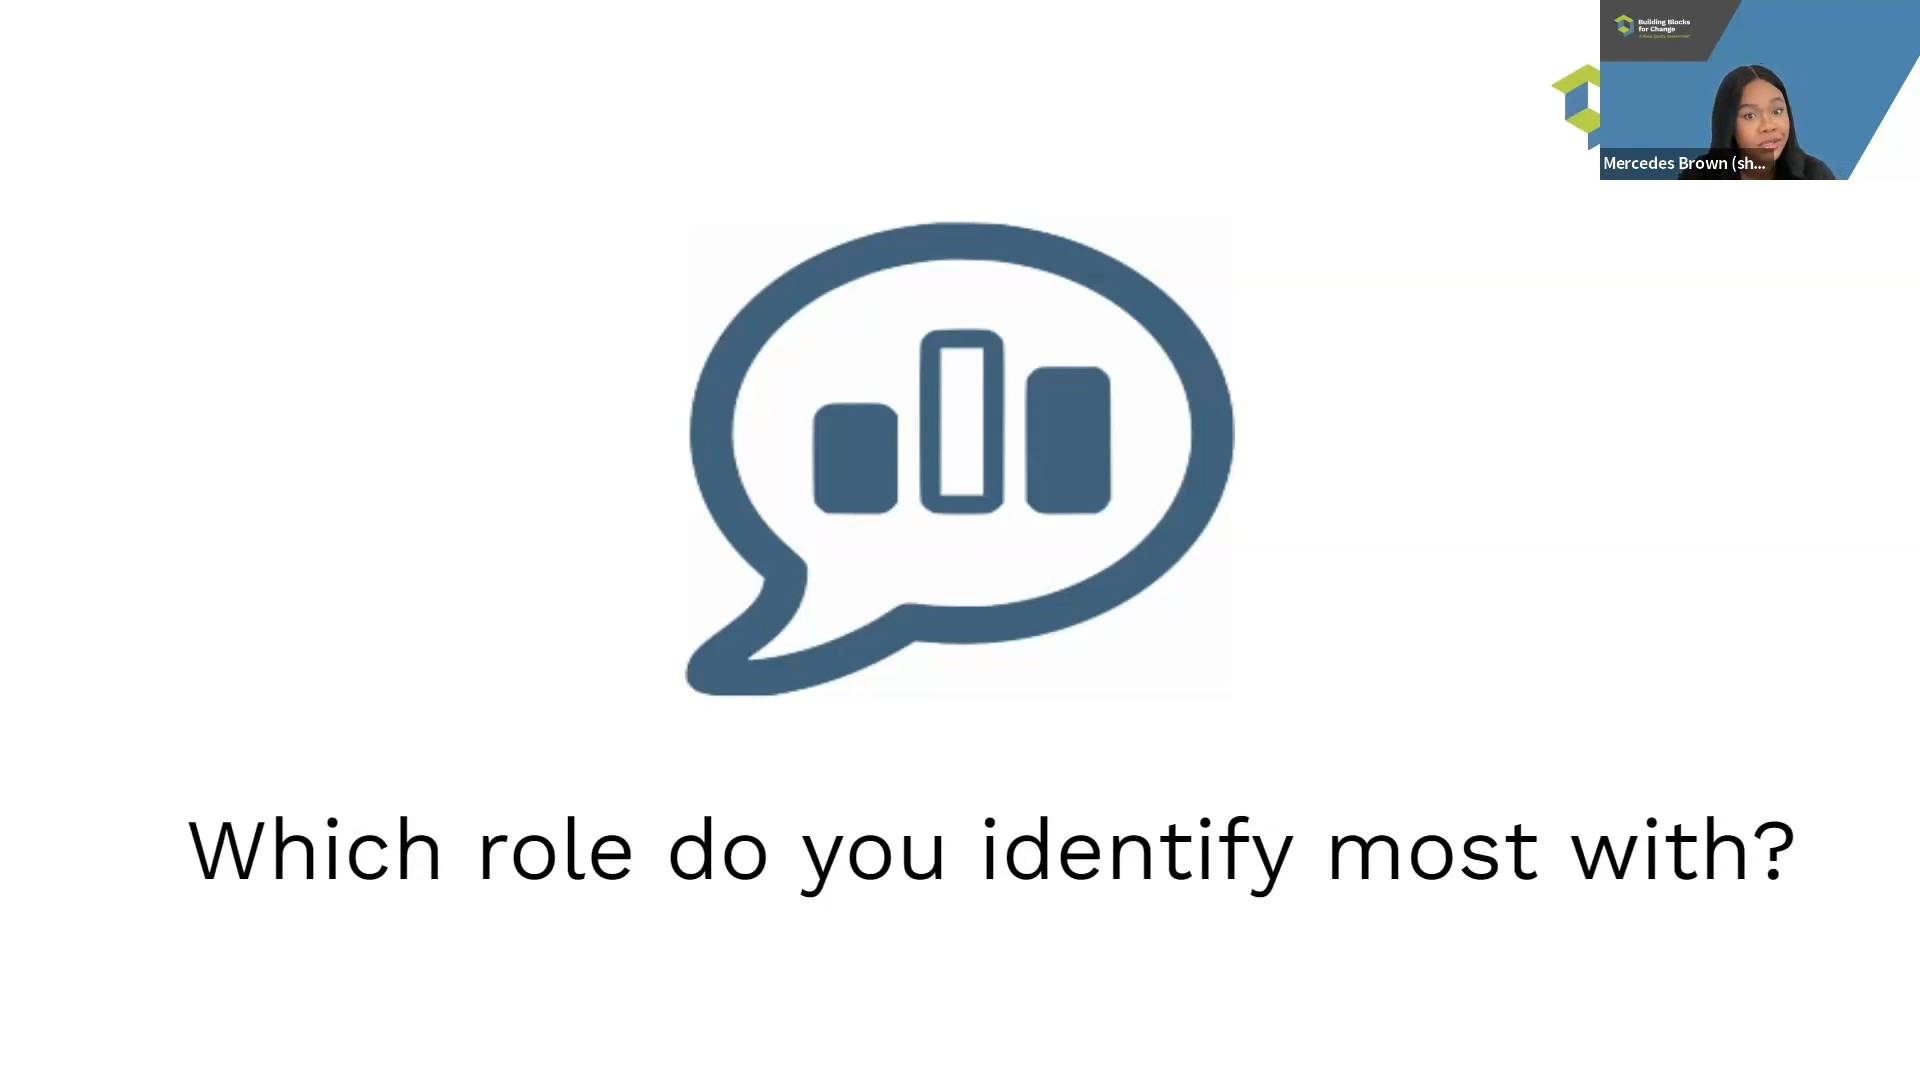 Building Blocks
for Change
Mercedes Brown (sh...
Which role do you identify most with?